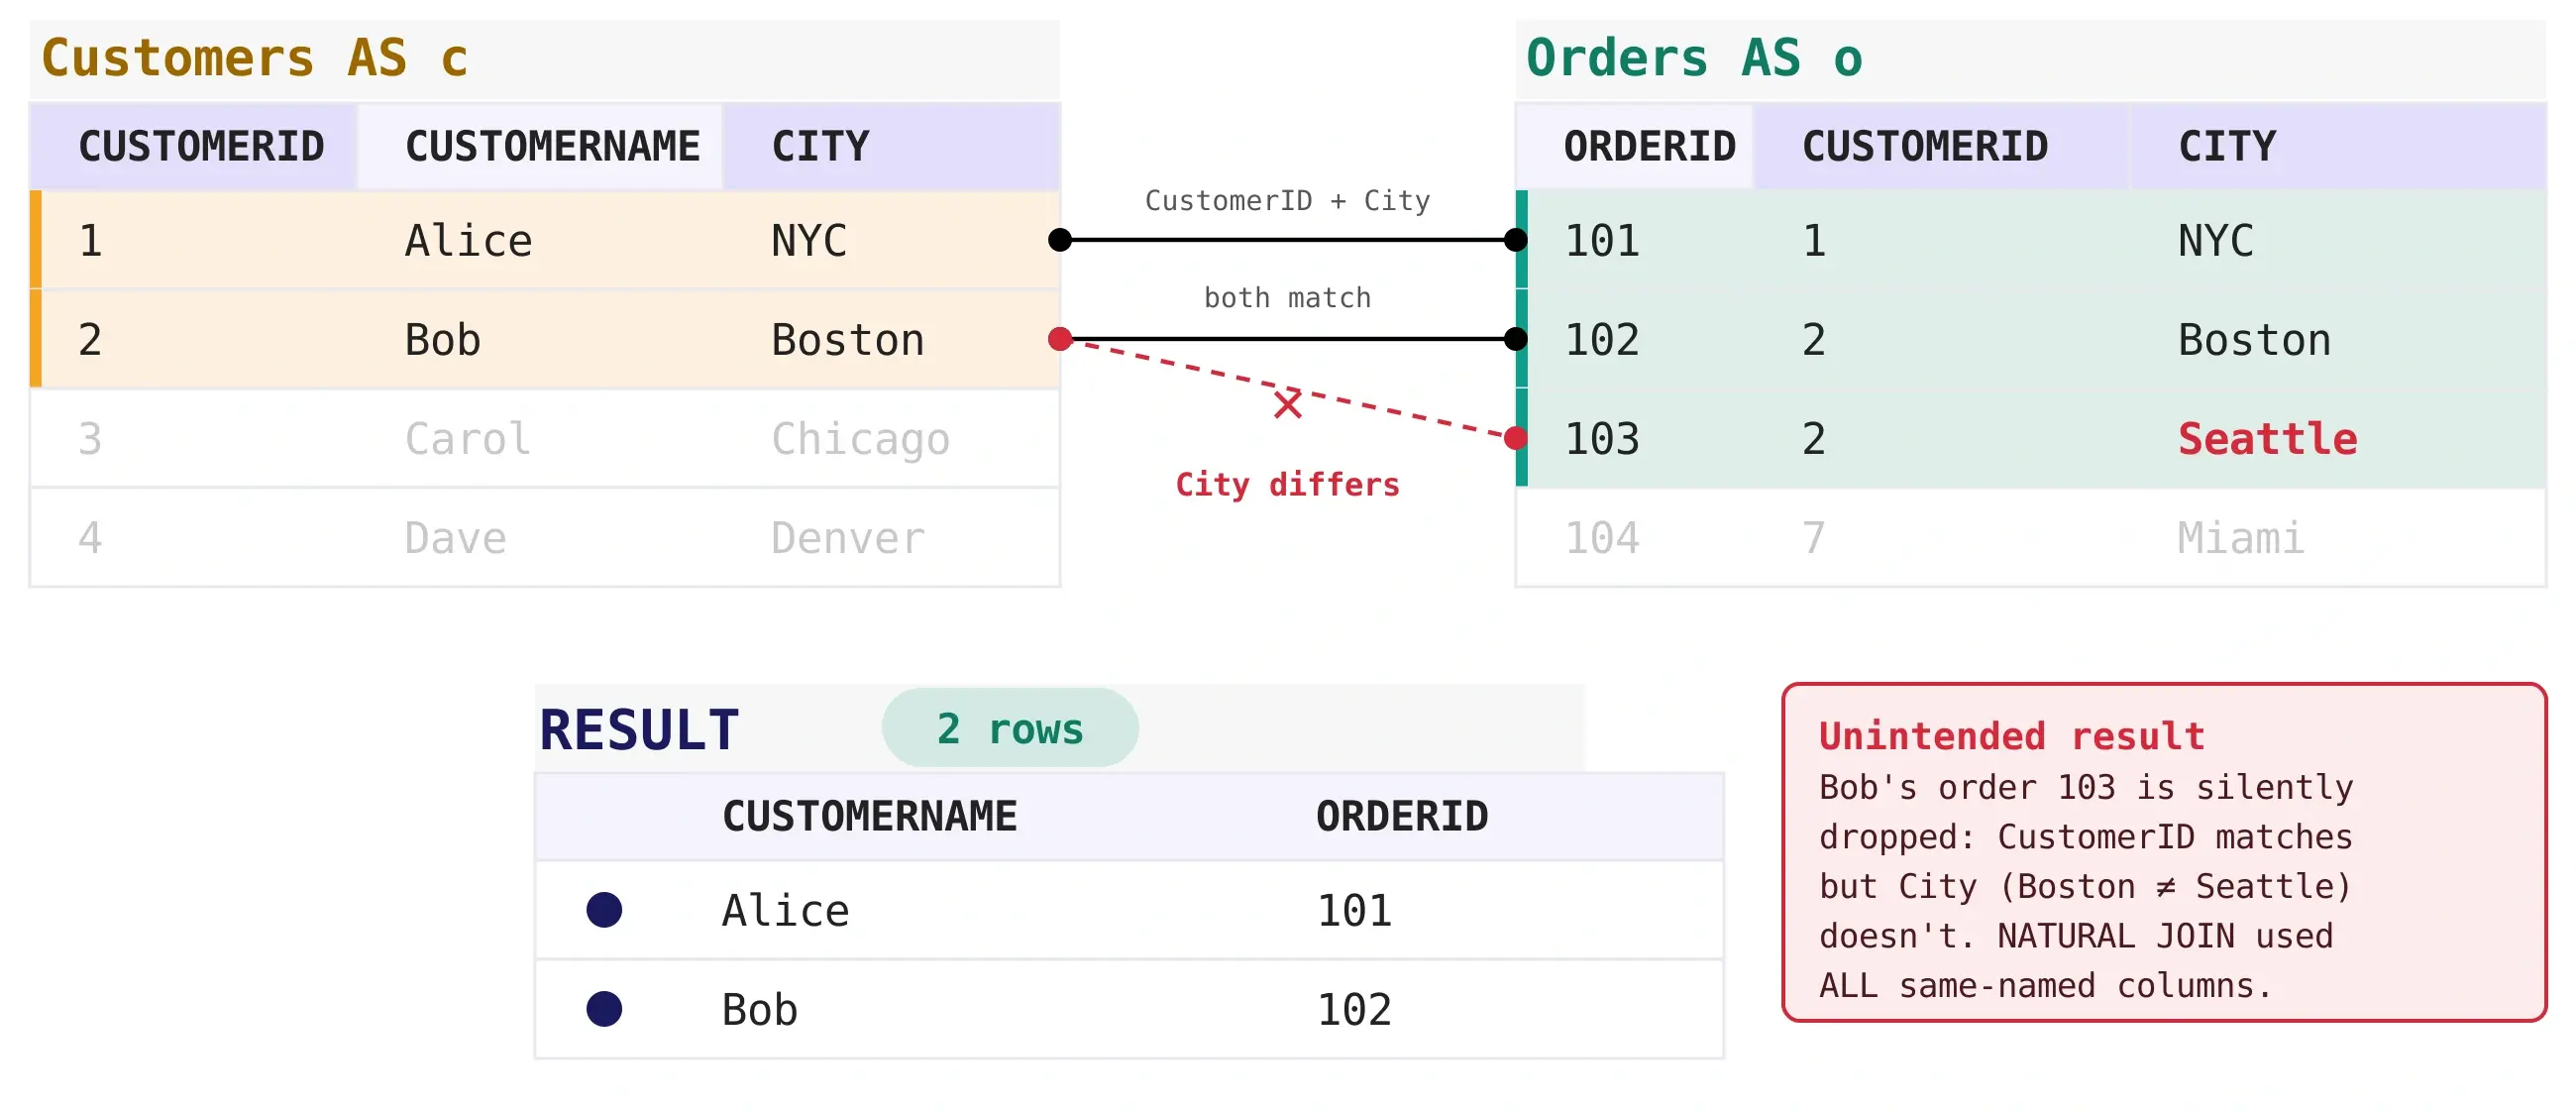 Customers AS c
CUSTOMERID CUSTOMERNAME CITY
1 Alice NYC
2 Bob Boston
3 Carol Chicago
4 Dave Denver
CustomerID + City
both match
✕
City differs
Orders AS o
ORDERID CUSTOMERID CITY
101 1 NYC
102 2 Boston
103 2 Seattle
104 7 Miami
RESULT 2 rows
CUSTOMERNAME ORDERID
Alice 101
Bob 102
Unintended result
Bob's order 103 is silently
dropped: CustomerID matches
but City (Boston ≠ Seattle)
doesn't. NATURAL JOIN used
ALL same-named columns.